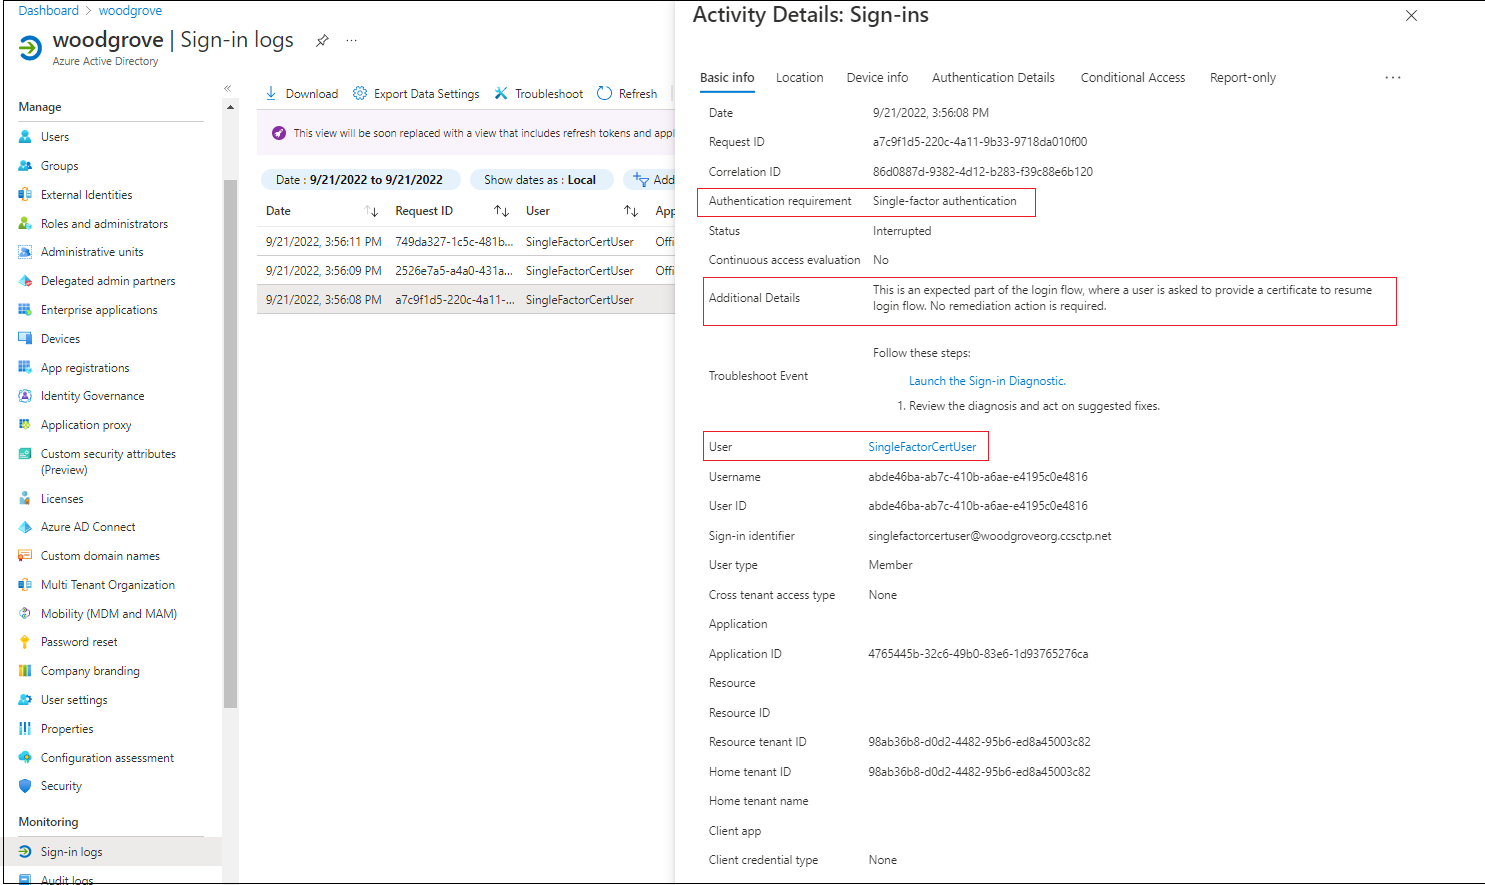 Dashboard > woodgrove
woodgrove | Sign-in logs
Azure Active Directory
Manage
Users
Groups
External Identities
Roles and administrators
Administrative units
Delegated admin partners
Enterprise applications
Devices
App registrations
Identity Governance
Application proxy
Custom security attributes
(Preview)
Licenses
Azure AD Connect
Custom domain names
Multi Tenant Organization
Mobility (MDM and MAM)
Password reset
Company branding
User settings
Properties
Configuration assessment
Security
Monitoring
Sign-in logs
Audit logs
Download Export Data Settings Troubleshoot Refresh
This view will be soon replaced with a view that includes refresh tokens and appl
Date : 9/21/2022 to 9/21/2022 Show dates as : Local Add
Date Request ID User App
9/21/2022, 3:56:11 PM 749da327-1c5c-481b... SingleFactorCertUser Offi
9/21/2022, 3:56:09 PM 2526e7a5-a4a0-431a... SingleFactorCertUser Offi
9/21/2022, 3:56:08 PM a7c9f1d5-220c-4a11-... SingleFactorCertUser
Activity Details: Sign-ins
Basic info Location Device info Authentication Details Conditional Access Report-only
Date 9/21/2022, 3:56:08 PM
Request ID a7c9f1d5-220c-4a11-9b33-9718da010f00
Correlation ID 86d0887d-9382-4d12-b283-f39c88e6b120
Authentication requirement Single-factor authentication
Status Interrupted
Continuous access evaluation No
Additional Details This is an expected part of the login flow, where a user is asked to provide a certificate to resume
login flow. No remediation action is required.
Follow these steps:
Troubleshoot Event
Launch the Sign-in Diagnostic.
1. Review the diagnosis and act on suggested fixes.
User SingleFactorCertUser
Username abde46ba-ab7c-410b-a6ae-e4195c0e4816
User ID abde46ba-ab7c-410b-a6ae-e4195c0e4816
Sign-in identifier singlefactorcertuser@woodgroveorg.ccsctp.net
User type Member
Cross tenant access type None
Application
Application ID 4765445b-32c6-49b0-83e6-1d93765276ca
Resource
Resource ID
Resource tenant ID 98ab36b8-d0d2-4482-95b6-ed8a45003c82
Home tenant ID 98ab36b8-d0d2-4482-95b6-ed8a45003c82
Home tenant name
Client app
Client credential type None